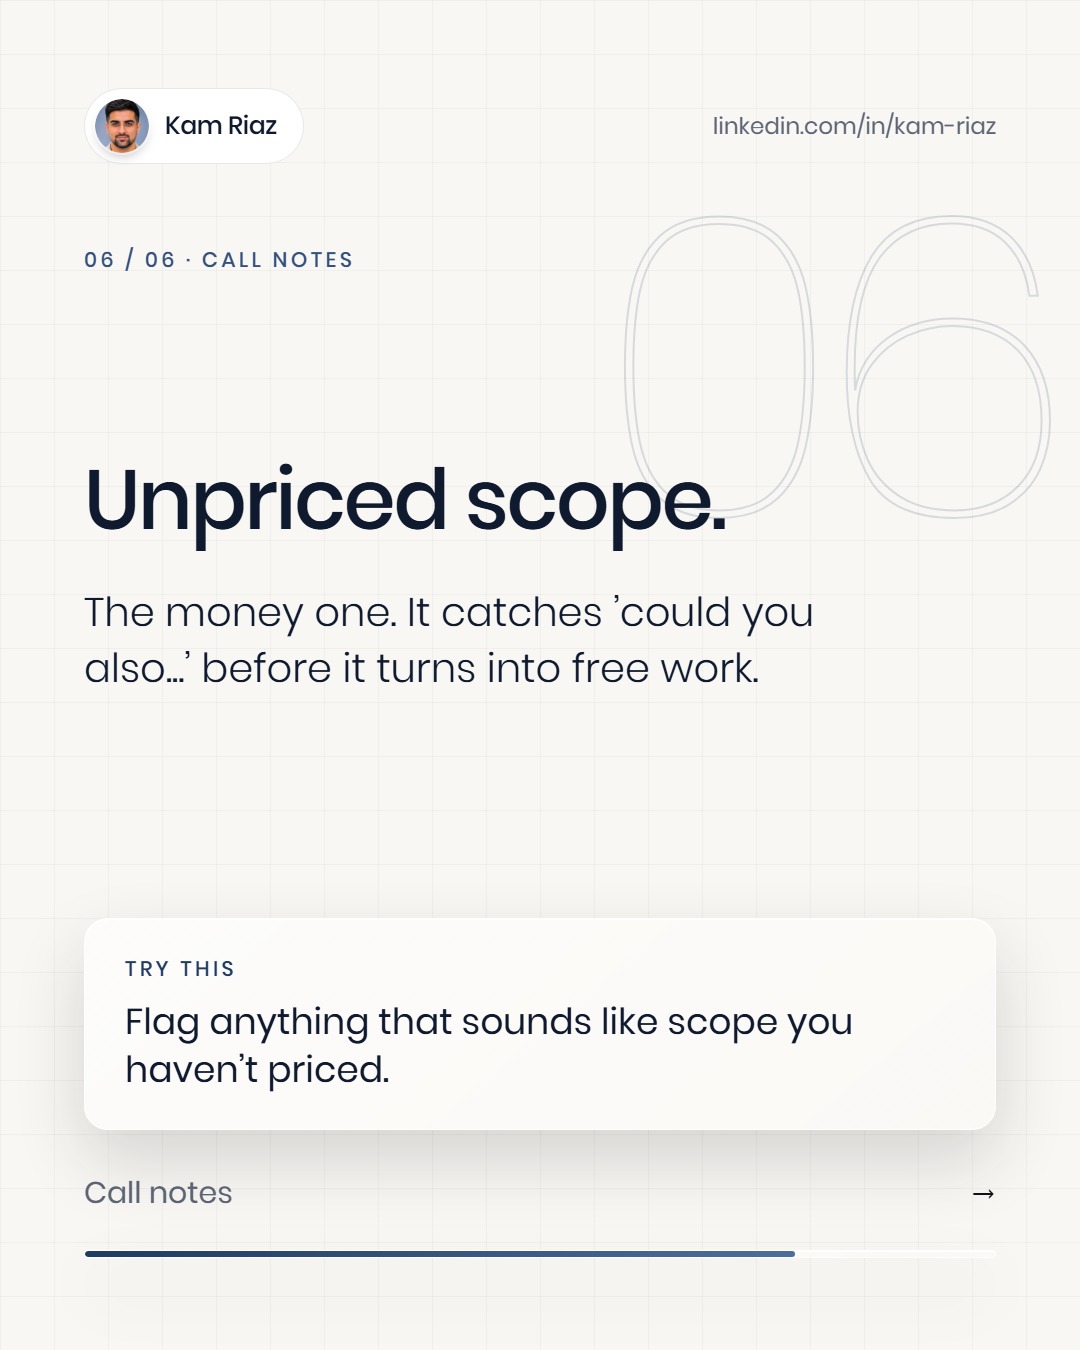 Kam Riaz
linkedin.com/in/kam-riaz
06 / 06 · CALL NOTES
06
Unpriced scope.
The money one. It catches ’could you
also…’ before it turns into free work.
TRY THIS
Flag anything that sounds like scope you
haven’t priced.
Call notes
→